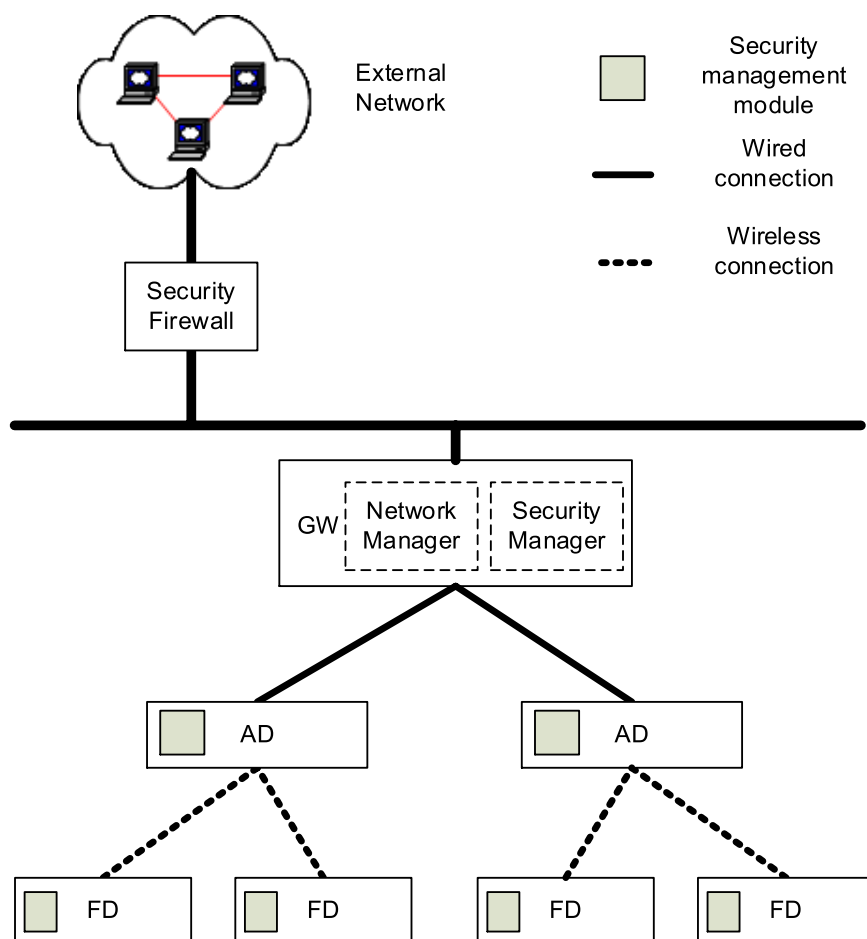 External
Network
Security
management
module
Wired
connection
Wireless
connection
Security
Firewall
GW
Network
Manager
Security
Manager
AD
AD
FD
FD
FD
FD